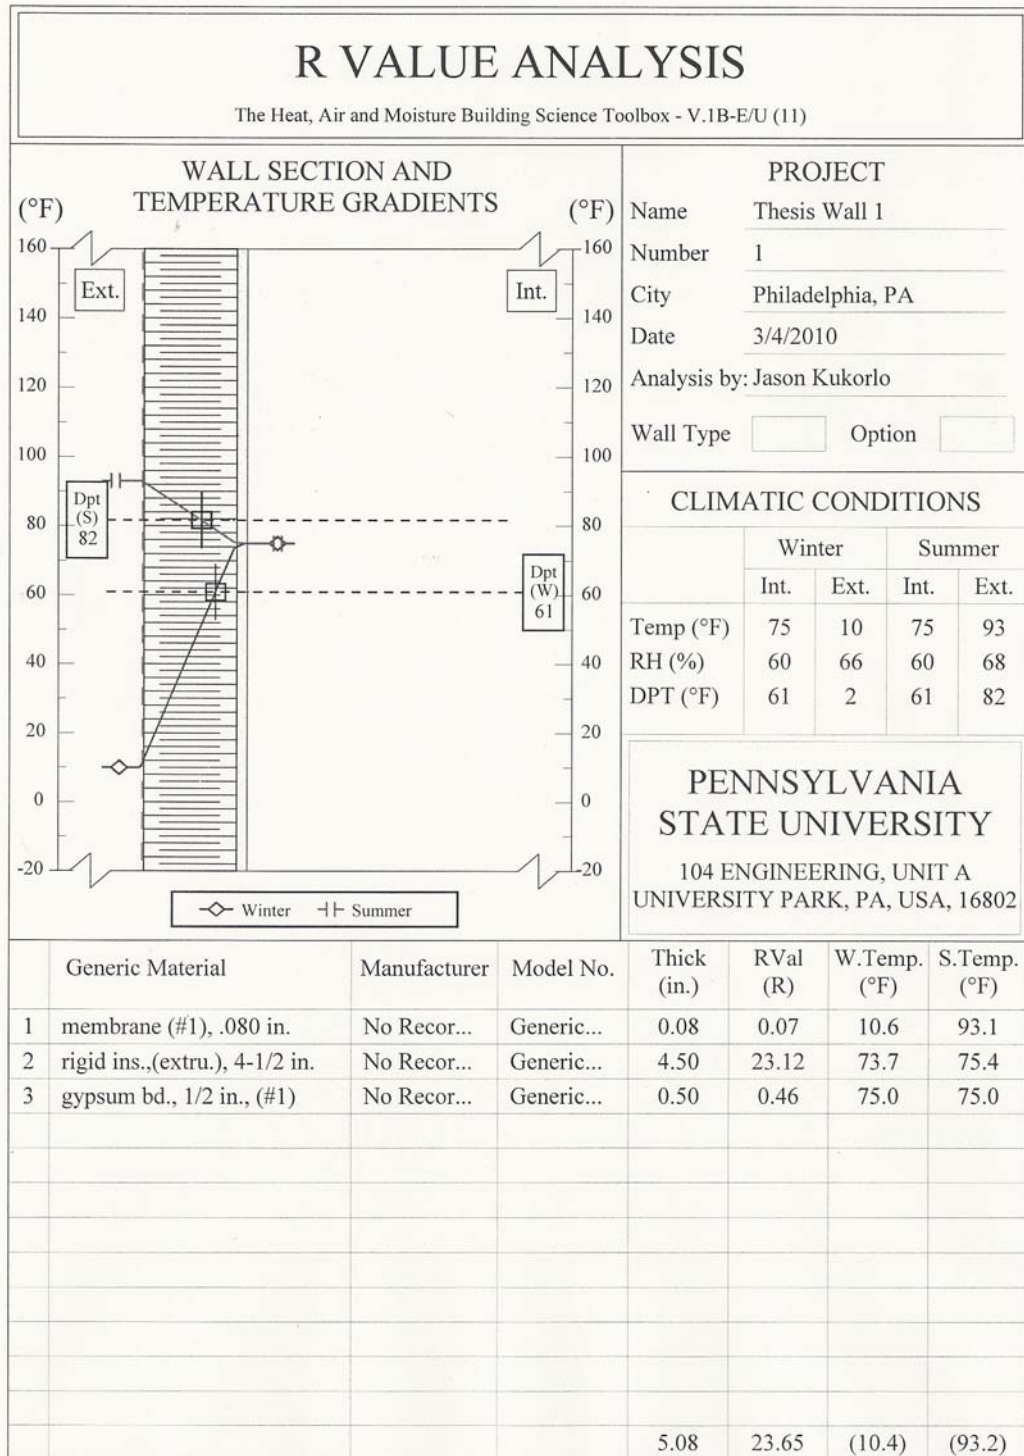 R VALUE ANALYSIS
The Heat, Air and Moisture Building Science Toolbox - V.1B-E/U (11)
WALL SECTION AND
TEMPERATURE GRADIENTS
(°F)
(°F)
160
140
120
100
80
60
40
20
0
-20
160
140
120
100
80
60
40
20
0
-20
Ext.
Int.
Dpt
(S)
82
Dpt
(W)
61
Winter Summer
PROJECT
Name Thesis Wall 1
Number 1
City Philadelphia, PA
Date 3/4/2010
Analysis by: Jason Kukorlo
Wall Type Option
CLIMATIC CONDITIONS
Winter Summer
Int. Ext. Int. Ext.
Temp (°F) 75 10 75 93
RH (%) 60 66 60 68
DPT (°F) 61 2 61 82
PENNSYLVANIA
STATE UNIVERSITY
104 ENGINEERING, UNIT A
UNIVERSITY PARK, PA, USA, 16802
Generic Material Manufacturer Model No. Thick (in.) RVal (R) W.Temp. (°F) S.Temp. (°F)
1 membrane (#1), .080 in. No Recor... Generic... 0.08 0.07 10.6 93.1
2 rigid ins.,(extru.), 4-1/2 in. No Recor... Generic... 4.50 23.12 73.7 75.4
3 gypsum bd., 1/2 in., (#1) No Recor... Generic... 0.50 0.46 75.0 75.0
5.08 23.65 (10.4) (93.2)